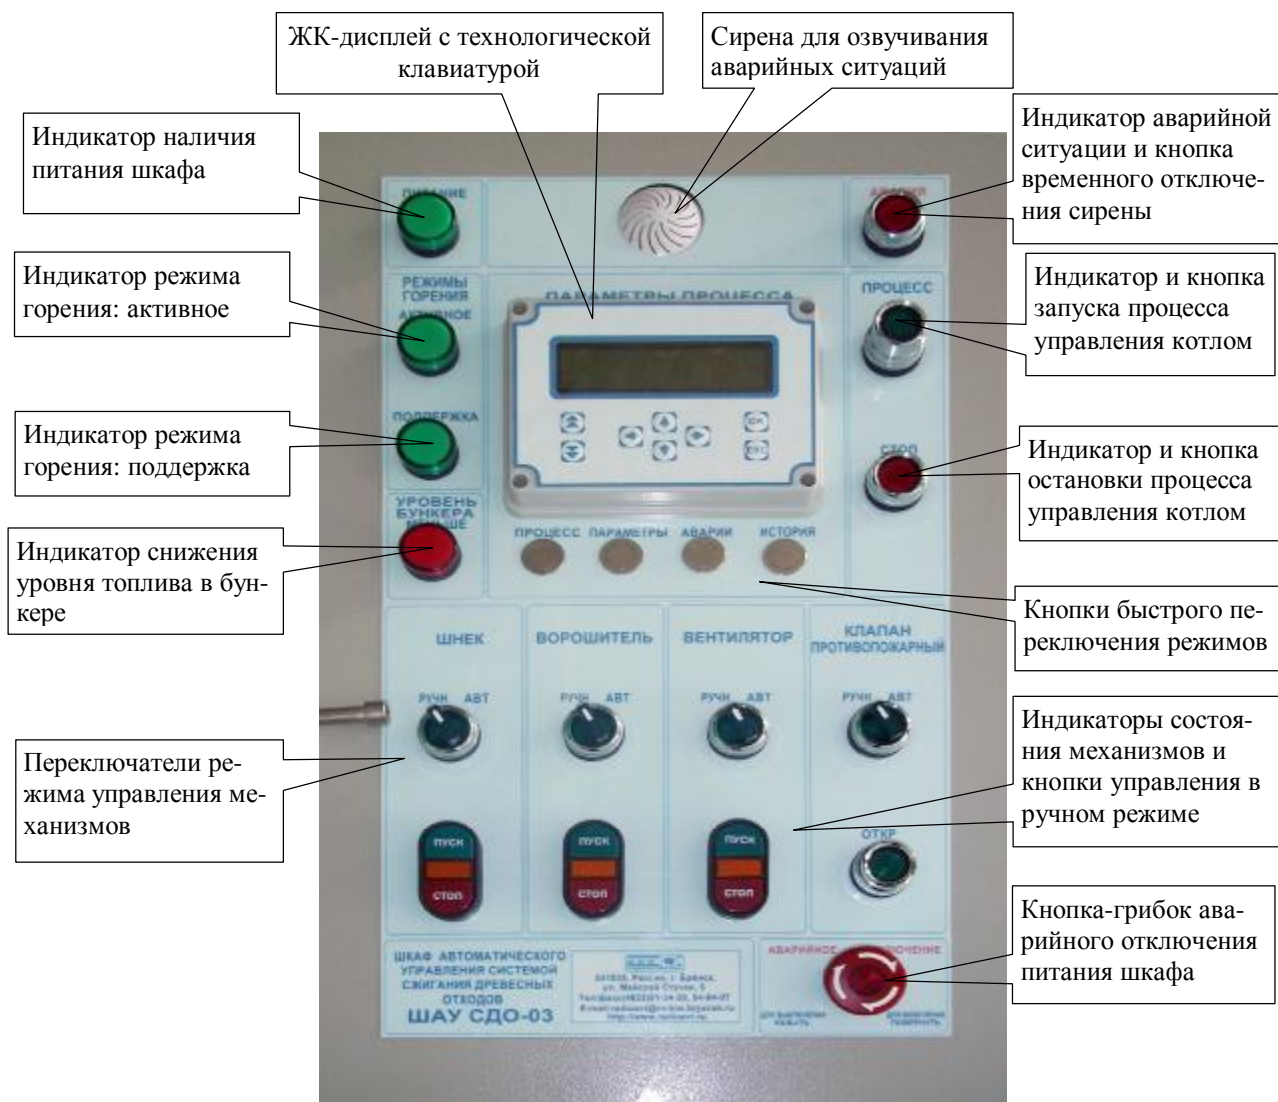 ЖК-дисплей с технологической
клавиатурой
Сирена для озвучивания
аварийных ситуаций
Индикатор наличия
питания шкафа
Индикатор аварийной
ситуации и кнопка
временного отключе-
ния сирены
Индикатор режима
горения: активное
Индикатор и кнопка
запуска процесса
управления котлом
Индикатор режима
горения: поддержка
Индикатор и кнопка
остановки процесса
управления котлом
Индикатор снижения
уровня топлива в бун-
кере
Кнопки быстрого пе-
реключения режимов
Переключатели ре-
жима управления ме-
ханизмов
Индикаторы состоя-
ния механизмов и
кнопки управления в
ручном режиме
Кнопка-грибок ава-
рийного отключения
питания шкафа
ПИТАНИЕ
АВАРИЯ
РЕЖИМЫ
ГОРЕНИЯ
АКТИВНОЕ
ПАРАМЕТРЫ ПРОЦЕССА
ПРОЦЕСС
ПОДДЕРЖКА
OK
ESC
СТОП
УРОВЕНЬ
БУНКЕРА
МЕНЬШЕ
ПРОЦЕСС ПАРАМЕТРЫ АВАРИИ ИСТОРИЯ
ШНЕК
ВОРОШИТЕЛЬ
ВЕНТИЛЯТОР
КЛАПАН
ПРОТИВОПОЖАРНЫЙ
РУЧН АВТ
РУЧН АВТ
РУЧН АВТ
РУЧН АВТ
ПУСК
СТОП
ПУСК
СТОП
ПУСК
СТОП
ОТКР
ШКАФ АВТОМАТИЧЕСКОГО
УПРАВЛЕНИЯ СИСТЕМОЙ
СЖИГАНИЯ ДРЕВЕСНЫХ
ОТХОДОВ
ШАУ СДО-03
Россия, г. Брянск,
АВАРИЙНОЕ